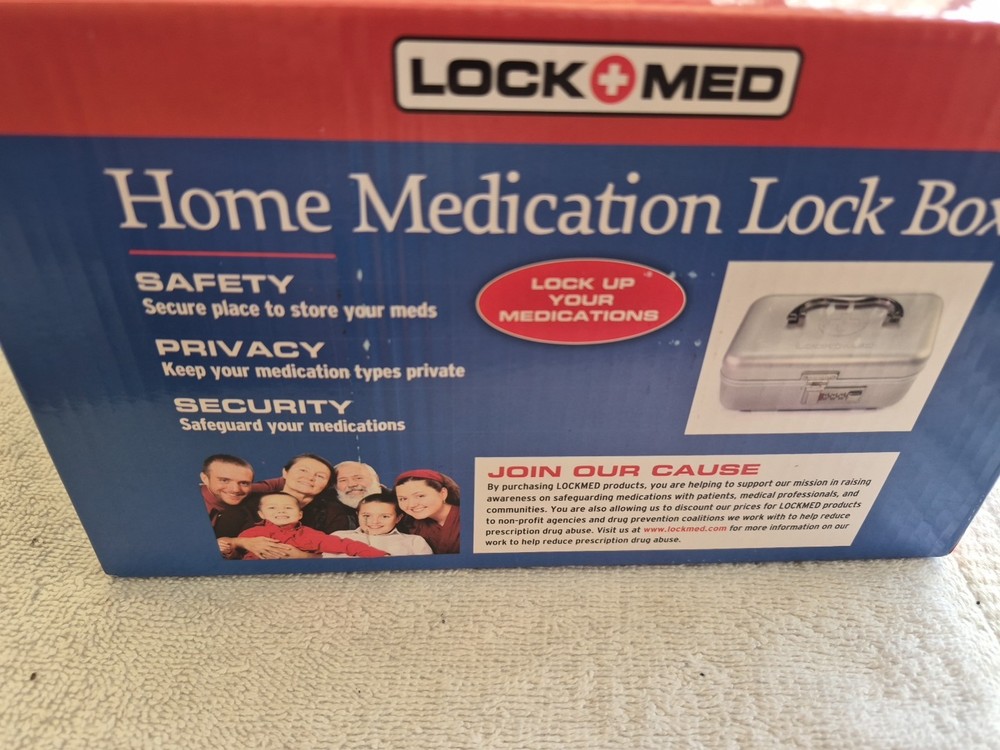 LOCK MED
Home Medication Lock Box
SAFETY
Secure place to store your meds
LOCK UP
YOUR
MEDICATIONS
PRIVACY
Keep your medication types private
SECURITY
Safeguard your medications
JOIN OUR CAUSE
By purchasing LOCKMED products, you are helping to support our mission in raising
awareness on safeguarding medications with patients, medical professionals, and
communities. You are also allowing us to discount our prices for LOCKMED products
to non-profit agencies and drug prevention coalitions we work with to help reduce
prescription drug abuse. Visit us at www.lockmed.com for more information on our
work to help reduce prescription drug abuse.